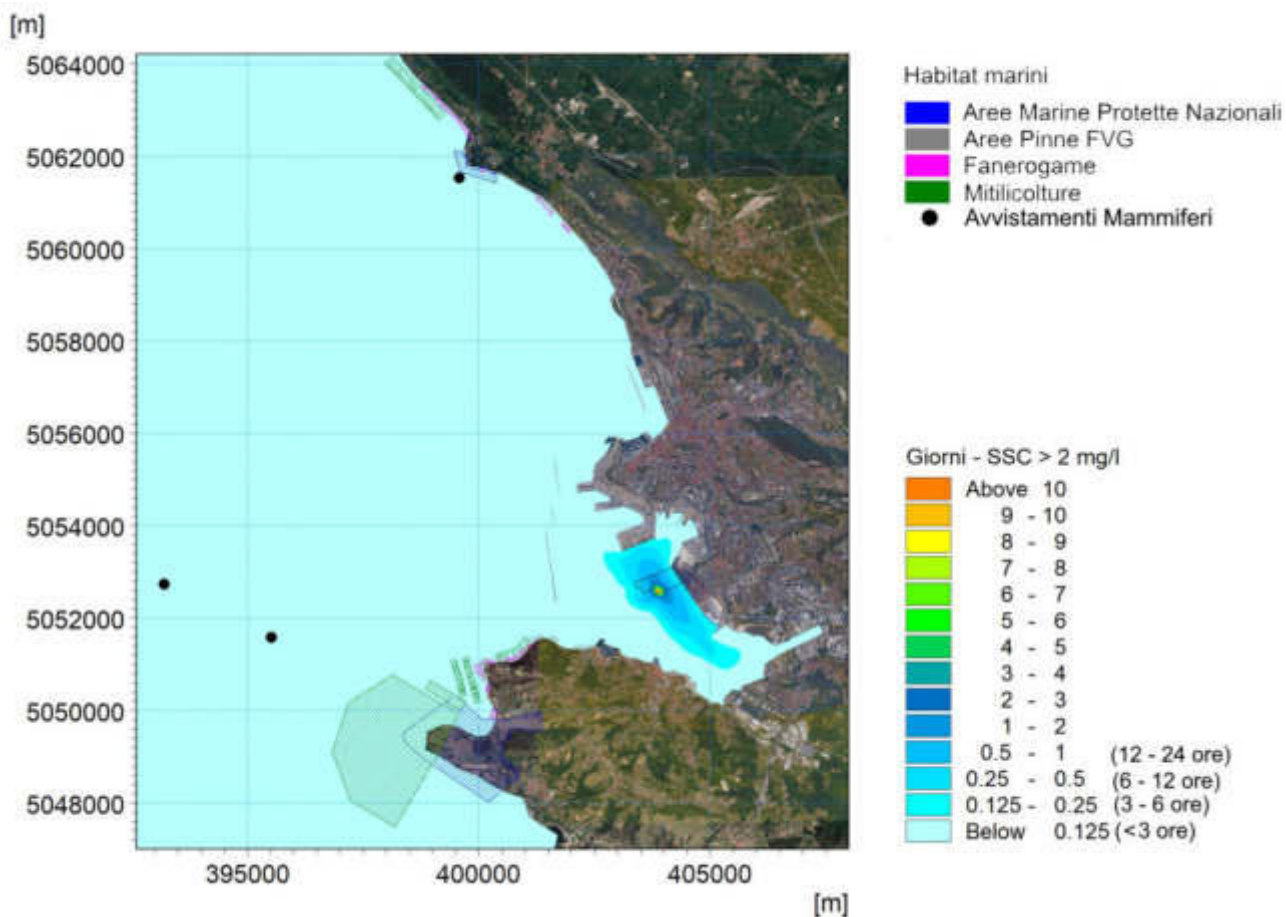 [m]
5064000
5062000
5060000
5058000
5056000
5054000
5052000
5050000
5048000
395000
400000
405000
[m]
Habitat marini
Aree Marine Protette Nazionali
Aree Pinne FVG
Fanerogame
Mitilicolture
Avvistamenti Mammiferi
Giorni - SSC > 2 mg/l
Above 10
9 - 10
8 - 9
7 - 8
6 - 7
5 - 6
4 - 5
3 - 4
2 - 3
1 - 2
0.5 - 1 (12 - 24 ore)
0.25 - 0.5 (6 - 12 ore)
0.125 - 0.25 (3 - 6 ore)
Below 0.125 (<3 ore)